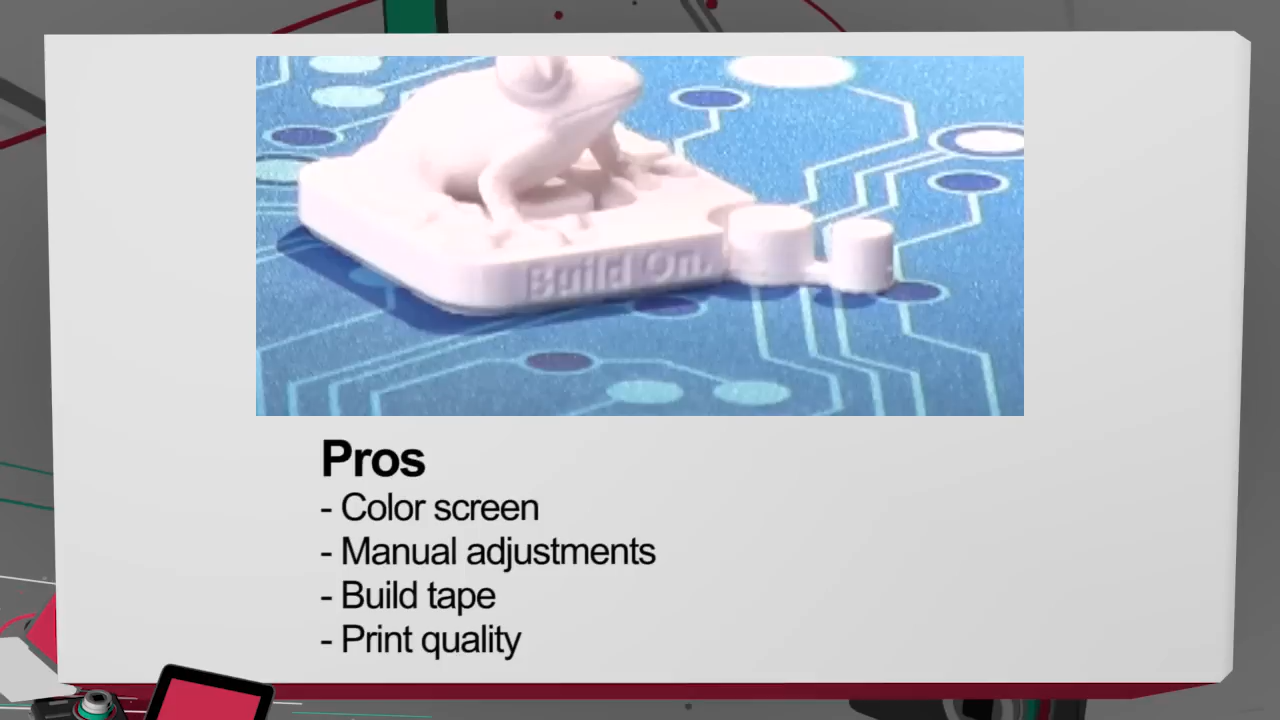 Build On.
Pros
- Color screen
- Manual adjustments
- Build tape
- Print quality